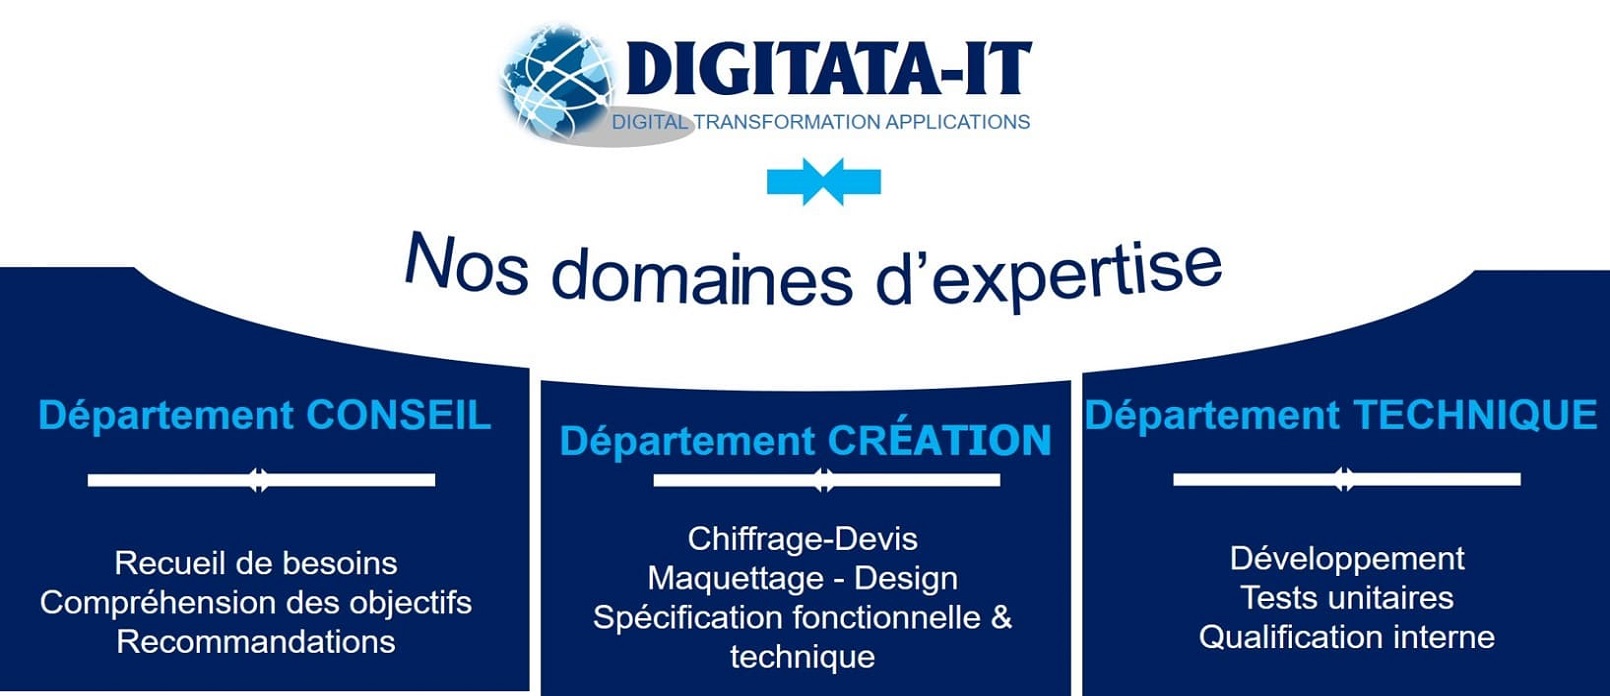 DIGITATA-IT
DIGITAL TRANSFORMATION APPLICATIONS
Nos domaines d’expertise
Département CONSEIL
Recueil de besoins
Compréhension des objectifs
Recommandations
Département CRÉATION
Chiffrage-Devis
Maquettage - Design
Spécification fonctionnelle &
technique
Département TECHNIQUE
Développement
Tests unitaires
Qualification interne